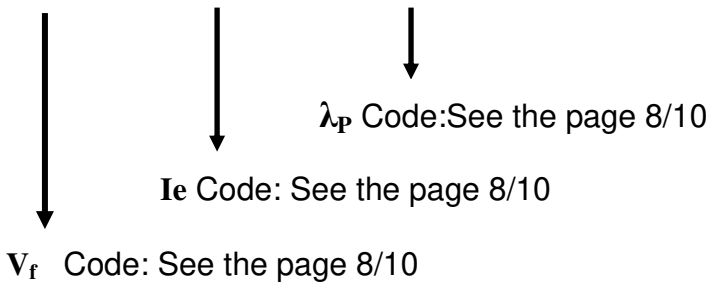 λP Code:See the page 8/10
Ie Code: See the page 8/10
Vf Code: See the page 8/10